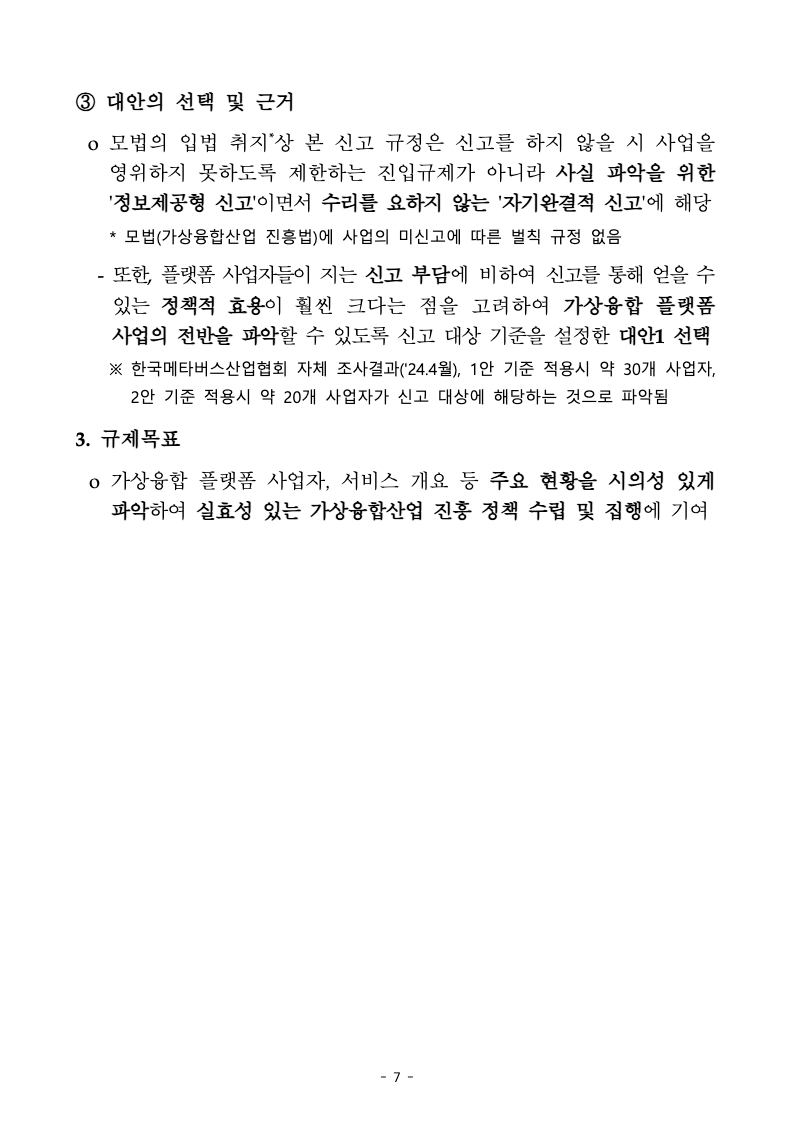 ③ 대안의 선택 및 근거
o 모법의 입법 취지*상 본 신고 규정은 신고를 하지 않을 시 사업을
영위하지 못하도록 제한하는 진입규제가 아니라 사실 파악을 위한
'정보제공형 신고'이면서 수리를 요하지 않는 '자기완결적 신고'에 해당
* 모법(가상융합산업 진흥법)에 사업의 미신고에 따른 벌칙 규정 없음
- 또한, 플랫폼 사업자들이 지는 신고 부담에 비하여 신고를 통해 얻을 수
있는 정책적 효용이 훨씬 크다는 점을 고려하여 가상융합 플랫폼
사업의 전반을 파악할 수 있도록 신고 대상 기준을 설정한 대안1 선택
※ 한국메타버스산업협회 자체 조사결과('24.4월), 1안 기준 적용시 약 30개 사업자,
2안 기준 적용시 약 20개 사업자가 신고 대상에 해당하는 것으로 파악됨
3. 규제목표
o 가상융합 플랫폼 사업자, 서비스 개요 등 주요 현황을 시의성 있게
파악하여 실효성 있는 가상융합산업 진흥 정책 수립 및 집행에 기여
- 7 -